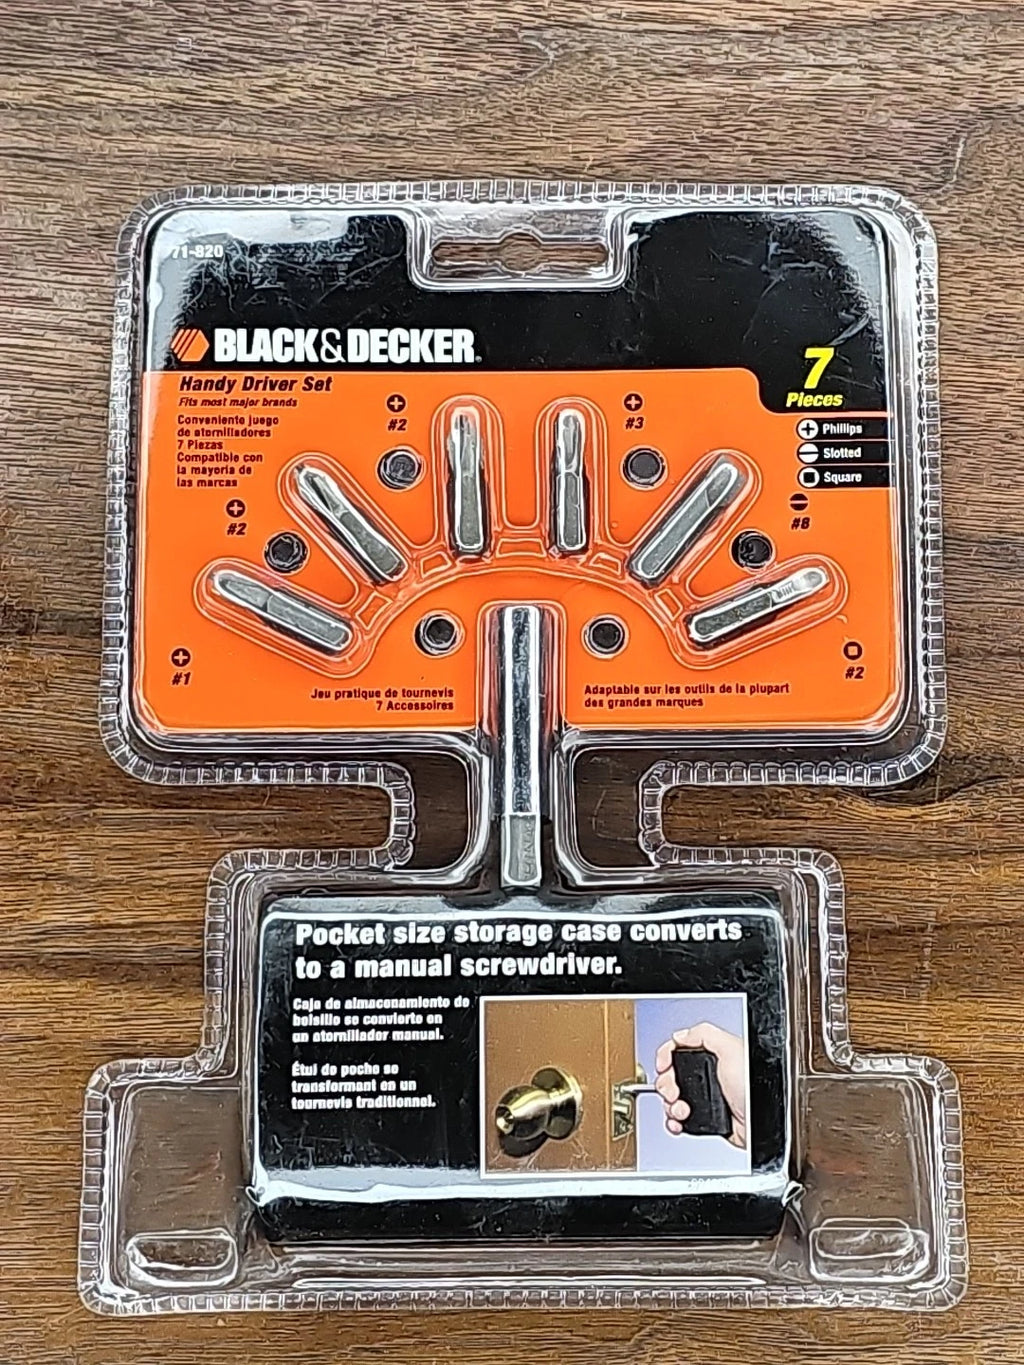 71-820
BLACK&DECKER®
Handy Driver Set
Fits most major brands
Conveniente juego
de atornilladores
7 Piezas
Compatible con
la mayoría de
las marcas
7
Pieces
Phillips
Slotted
Square
#2
#3
#2
#8
#1
#2
Jeu pratique de tournevis
7 Accessoires
Adaptable sur les outils de la plupart
des grandes marques
Pocket size storage case converts
to a manual screwdriver.
Caja de almacenamiento de
bolsillo se convierte en
un atornillador manual.
Étui de poche se
transformant en un
tournevis traditionnel.